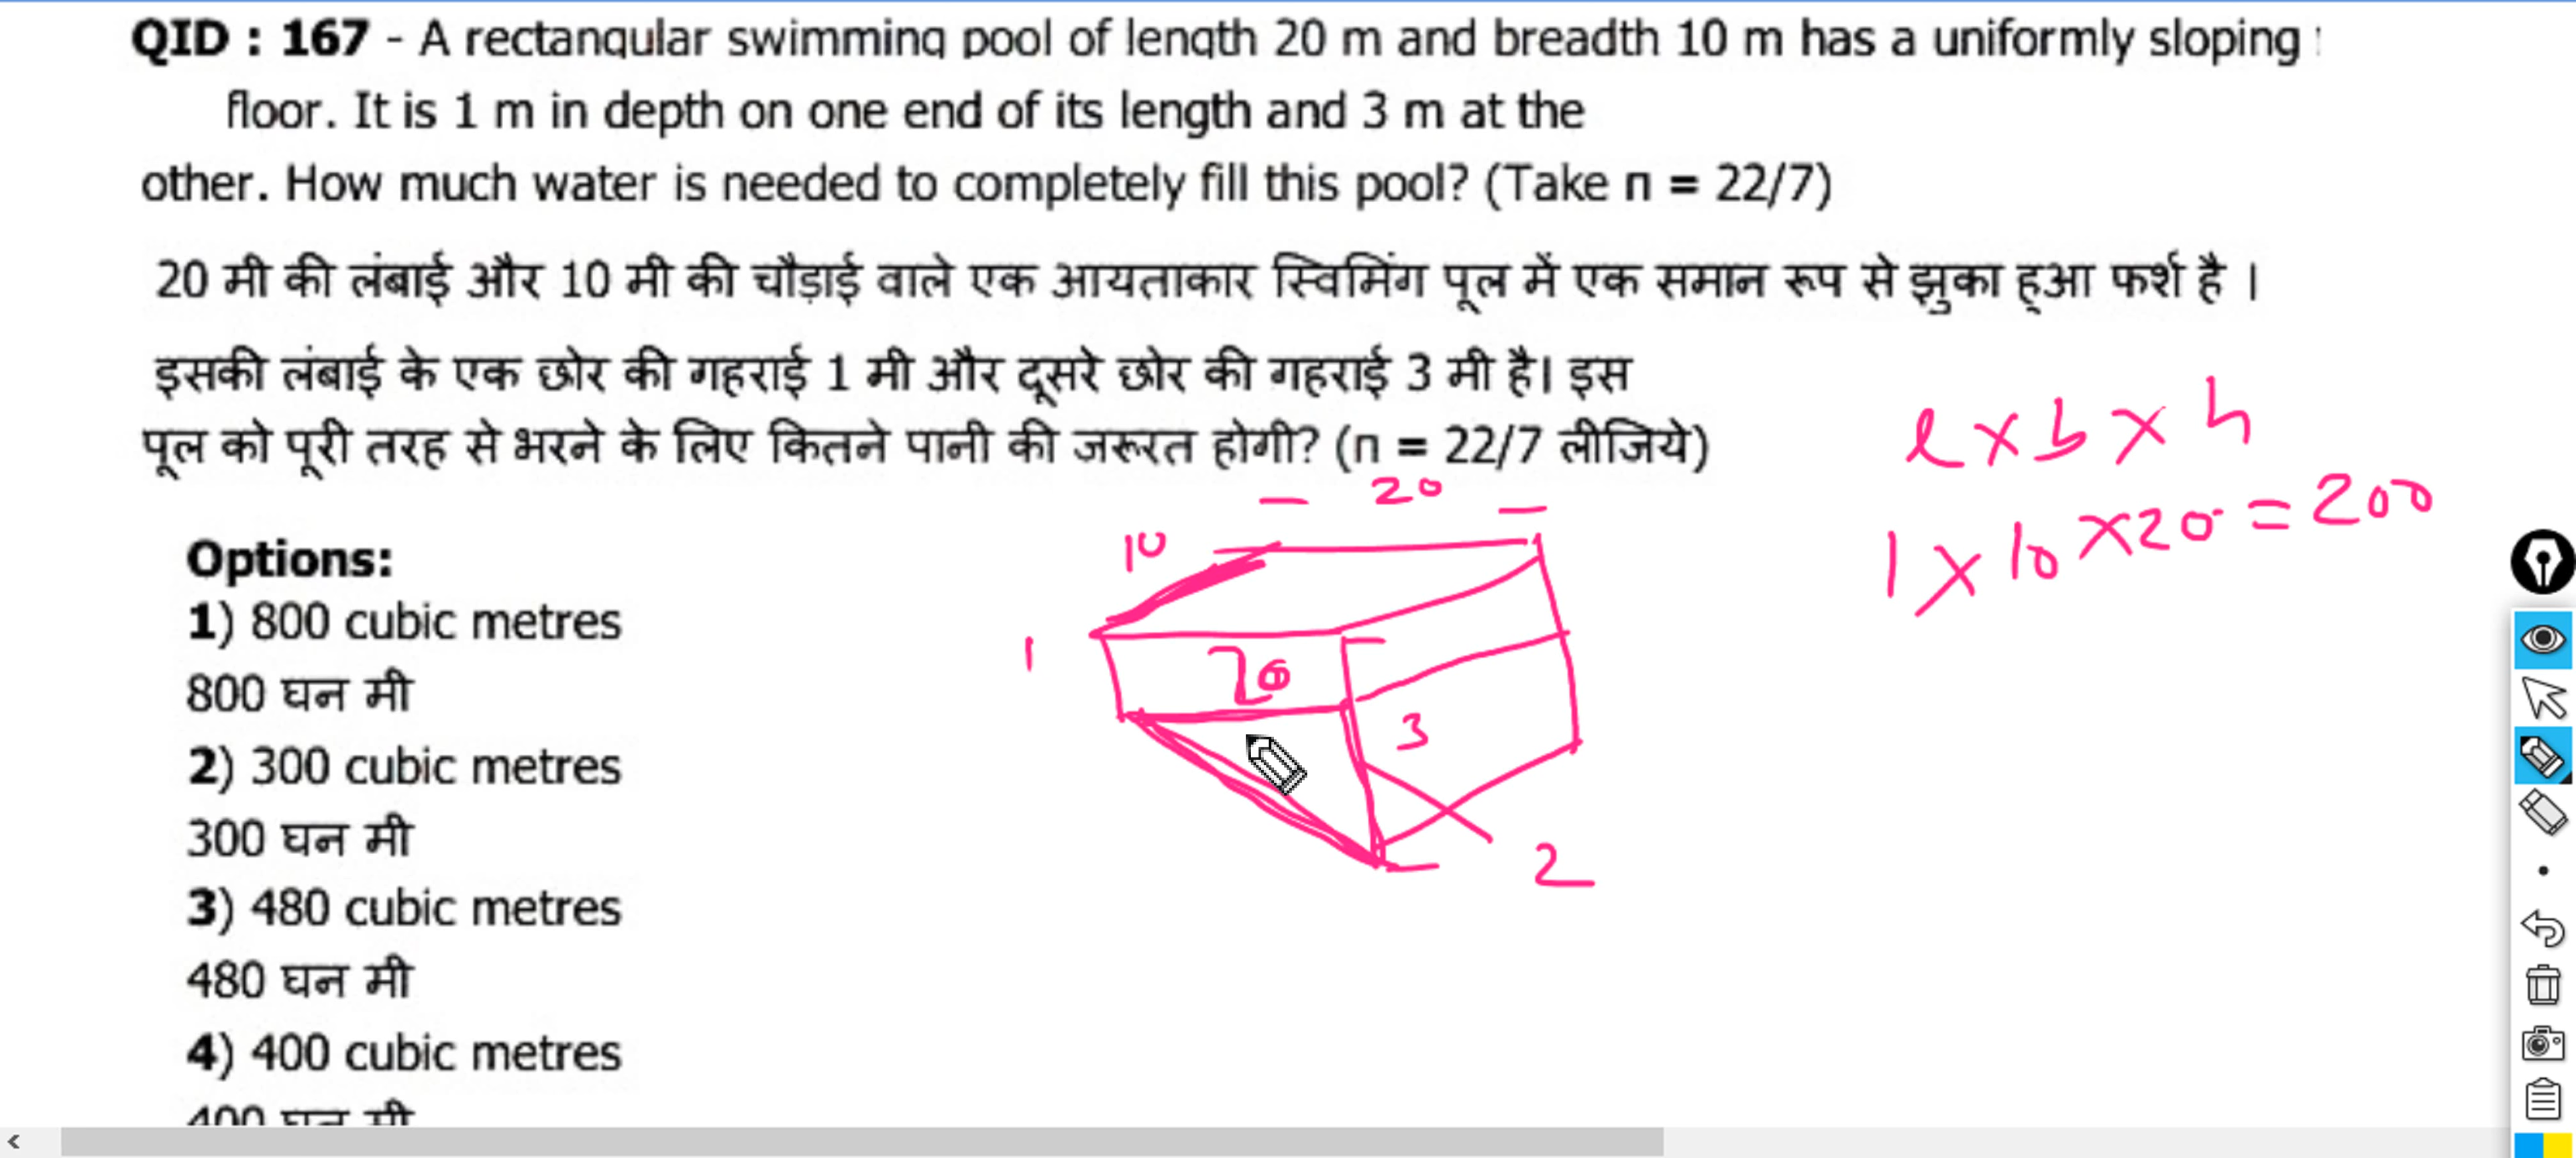 QID : 167 - A rectangular swimming pool of length 20 m and breadth 10 m has a uniformly sloping
floor. It is 1 m in depth on one end of its length and 3 m at the
other. How much water is needed to completely fill this pool? (Take п = 22/7)
20 मी की लंबाई और 10 मी की चौड़ाई वाले एक आयताकार स्विमिंग पूल में एक समान रूप से झुका हुआ फर्श है ।
इसकी लंबाई के एक छोर की गहराई 1 मी और दूसरे छोर की गहराई 3 मी है। इस
पूल को पूरी तरह से भरने के लिए कितने पानी की जरूरत होगी? (п = 22/7 लीजिये)
l × b × h
1 × 10 × 20 = 200
20
10
1
20
3
2
Options:
1) 800 cubic metres
800 घन मी
2) 300 cubic metres
300 घन मी
3) 480 cubic metres
480 घन मी
4) 400 cubic metres
400 घन मी